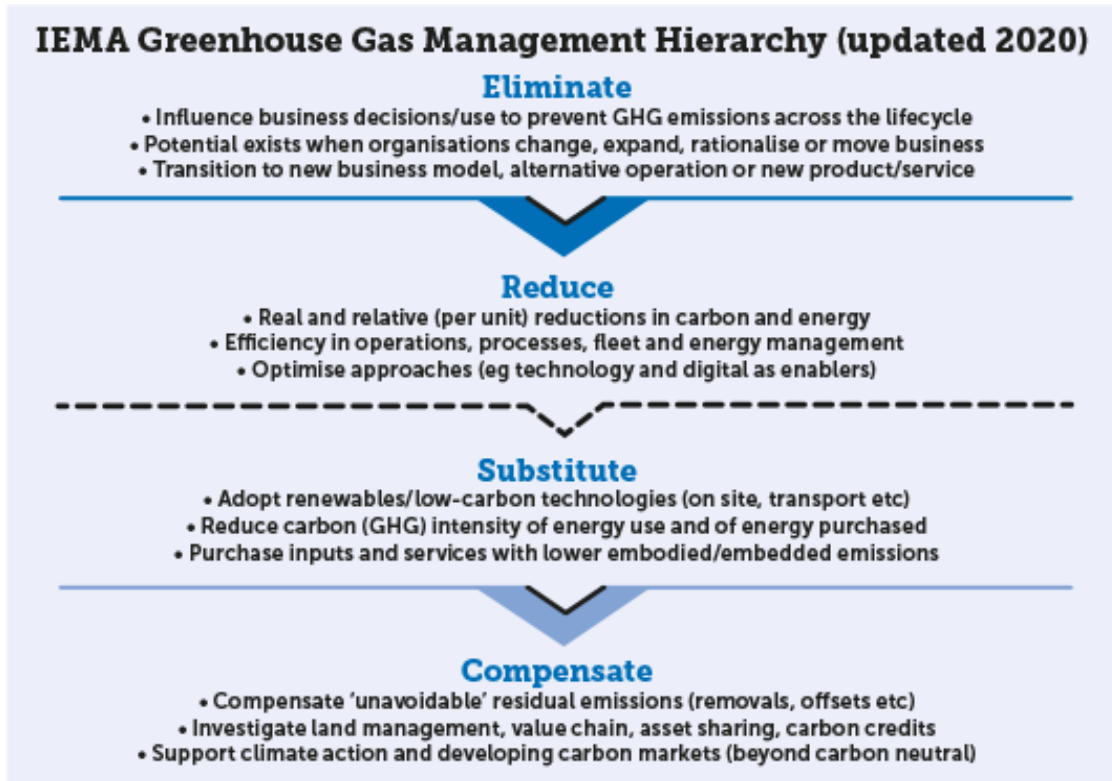 IEMA Greenhouse Gas Management Hierarchy (updated 2020)
Eliminate
• Influence business decisions/use to prevent GHG emissions across the lifecycle
• Potential exists when organisations change, expand, rationalise or move business
• Transition to new business model, alternative operation or new product/service
Reduce
• Real and relative (per unit) reductions in carbon and energy
• Efficiency in operations, processes, fleet and energy management
• Optimise approaches (eg technology and digital as enablers)
Substitute
• Adopt renewables/low-carbon technologies (on site, transport etc)
• Reduce carbon (GHG) intensity of energy use and of energy purchased
• Purchase inputs and services with lower embodied/embedded emissions
Compensate
• Compensate ‘unavoidable’ residual emissions (removals, offsets etc)
• Investigate land management, value chain, asset sharing, carbon credits
• Support climate action and developing carbon markets (beyond carbon neutral)